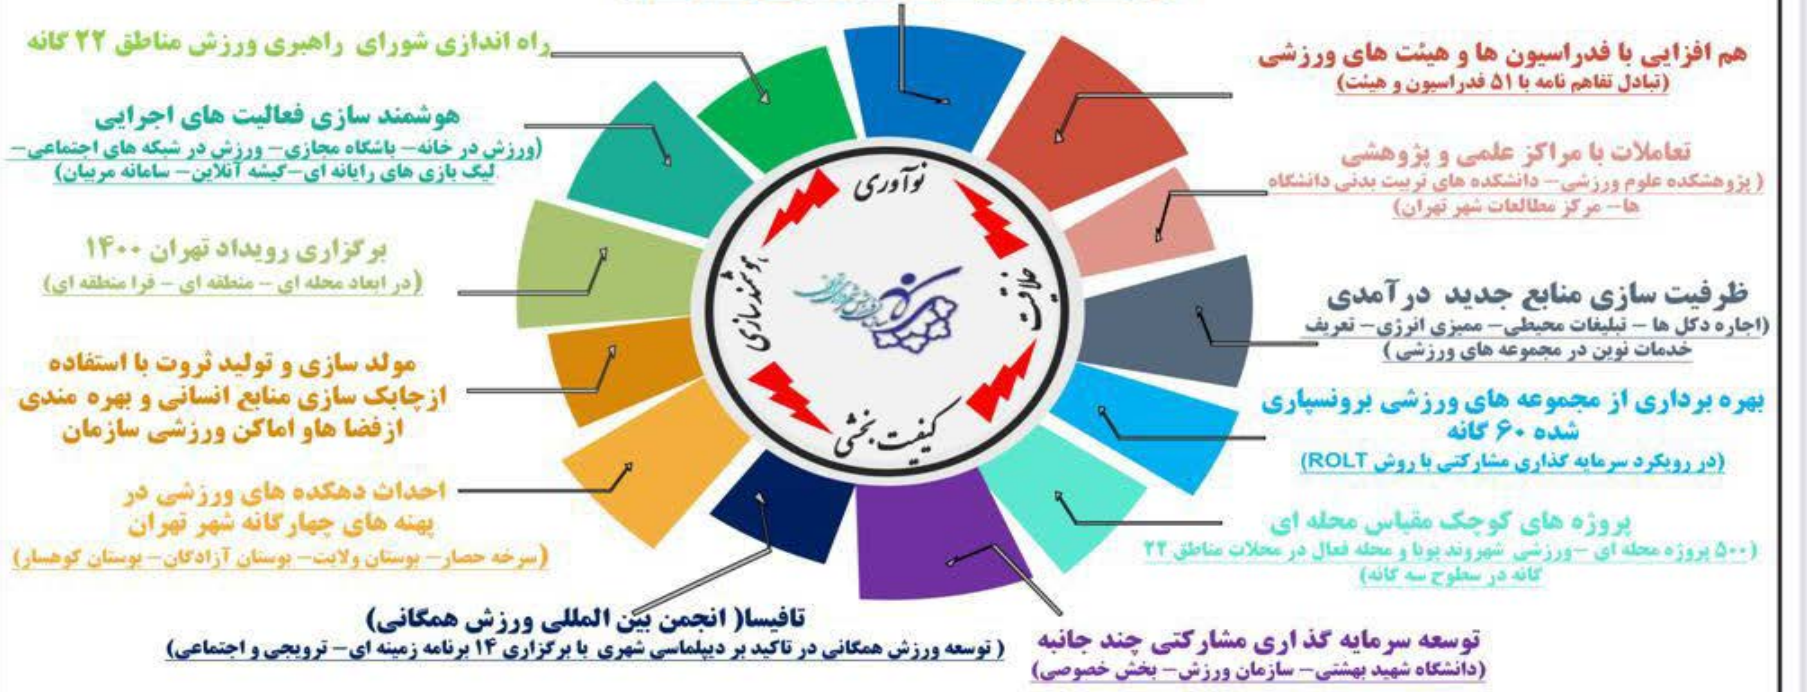 هم افزایی با فدراسیون ها و هیئت های ورزشی
(تبادل تفاهم نامه با ۵۱ فدراسیون و هیئت)
تعاملات با مراکز علمی و پژوهشی
( پژوهشکده علوم ورزشی– دانشکده های تربیت بدنی دانشگاه
ها– مرکز مطالعات شهر تهران)
ظرفیت سازی منابع جدید درآمدی
(اجاره دکل ها – تبلیغات محیطی– ممیزی انرژی– تعریف
خدمات نوین در مجموعه های ورزشی )
بهره برداری از مجموعه های ورزشی برونسپاری
شده ۶۰ گانه
(در رویکرد سرمایه گذاری مشارکتی با روش ROLT)
پروژه های کوچک مقیاس محله ای
(۵۰۰ پروژه محله ای –ورزشی شهروند پویا و محله فعال در محلات مناطق ۲۲
گانه در سطوح سه گانه)
توسعه سرمایه گذاری مشارکتی چند جانبه
(دانشگاه شهید بهشتی– سازمان ورزش– بخش خصوصی)
تافیسا( انجمن بین المللی ورزش همگانی)
( توسعه ورزش همگانی در تاکید بر دیپلماسی شهری با برگزاری ۱۴ برنامه زمینه ای– ترویجی و اجتماعی)
راه اندازی شورای راهبری ورزش مناطق ۲۲ گانه
هوشمند سازی فعالیت های اجرایی
(ورزش در خانه– باشگاه مجازی– ورزش در شبکه های اجتماعی–
لیگ بازی های رایانه ای–گیشه آنلاین– سامانه مربیان)
برگزاری رویداد تهران ۱۴۰۰
(در ابعاد محله ای – منطقه ای – فرا منطقه ای)
مولد سازی و تولید ثروت با استفاده
ازچابک سازی منابع انسانی و بهره مندی
ازفضا هاو اماکن ورزشی سازمان
احداث دهکده های ورزشی در
پهنه های چهارگانه شهر تهران
(سرخه حصار– بوستان ولایت– بوستان آزادگان– بوستان کوهسار)
نوآوری
خلاقیت
کیفیت بخشی
هوشمندسازی